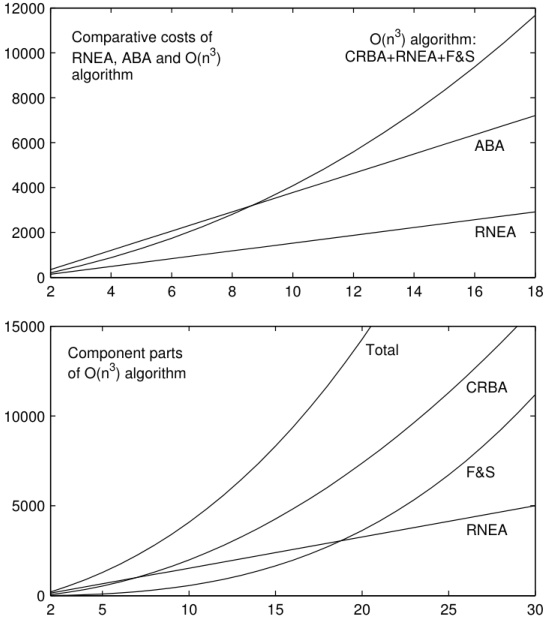 12000
10000
8000
6000
4000
2000
0
Comparative costs of
RNEA, ABA and O(n³)
algorithm
O(n³) algorithm:
CRBA+RNEA+F&S
ABA
RNEA
2 4 6 8 10 12 14 16 18
15000
10000
5000
0
Component parts
of O(n³) algorithm
Total
CRBA
F&S
RNEA
2 5 10 15 20 25 30